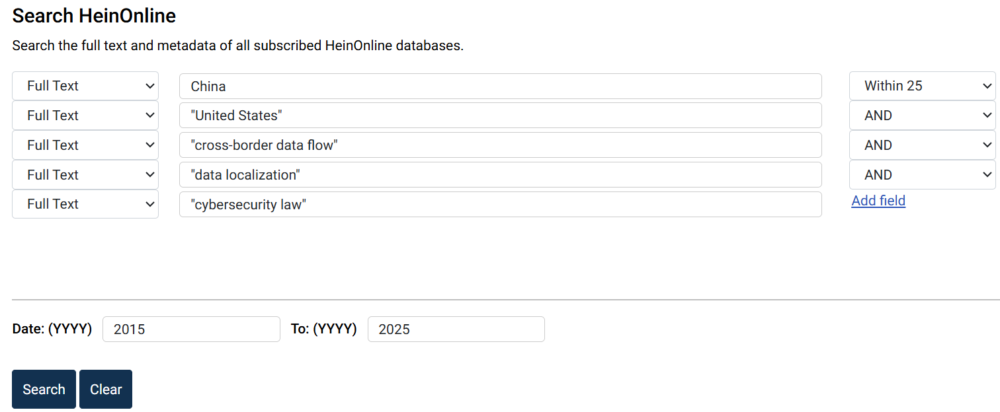 Search HeinOnline
Search the full text and metadata of all subscribed HeinOnline databases.
Full Text China Within 25
Full Text "United States" AND
Full Text "cross-border data flow" AND
Full Text "data localization" AND
Full Text "cybersecurity law" Add field
Date: (YYYY) 2015 To: (YYYY) 2025
Search Clear